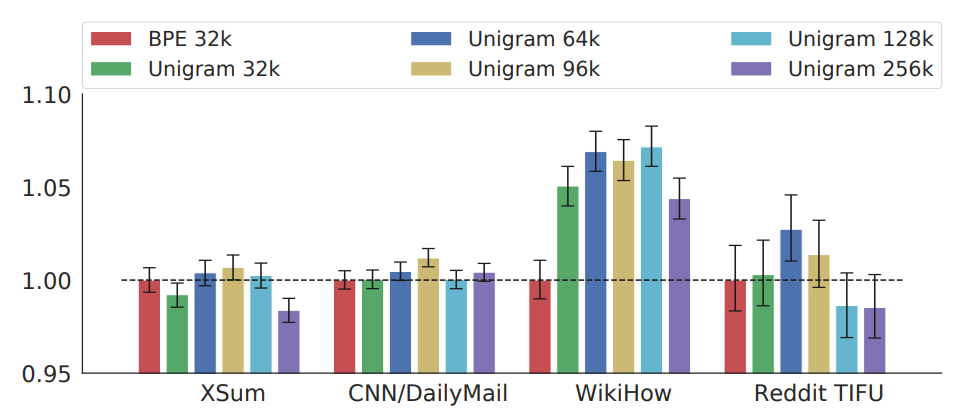 BPE 32k Unigram 64k Unigram 128k
Unigram 32k Unigram 96k Unigram 256k
1.10
1.05
1.00
0.95
XSum CNN/DailyMail WikiHow Reddit TIFU